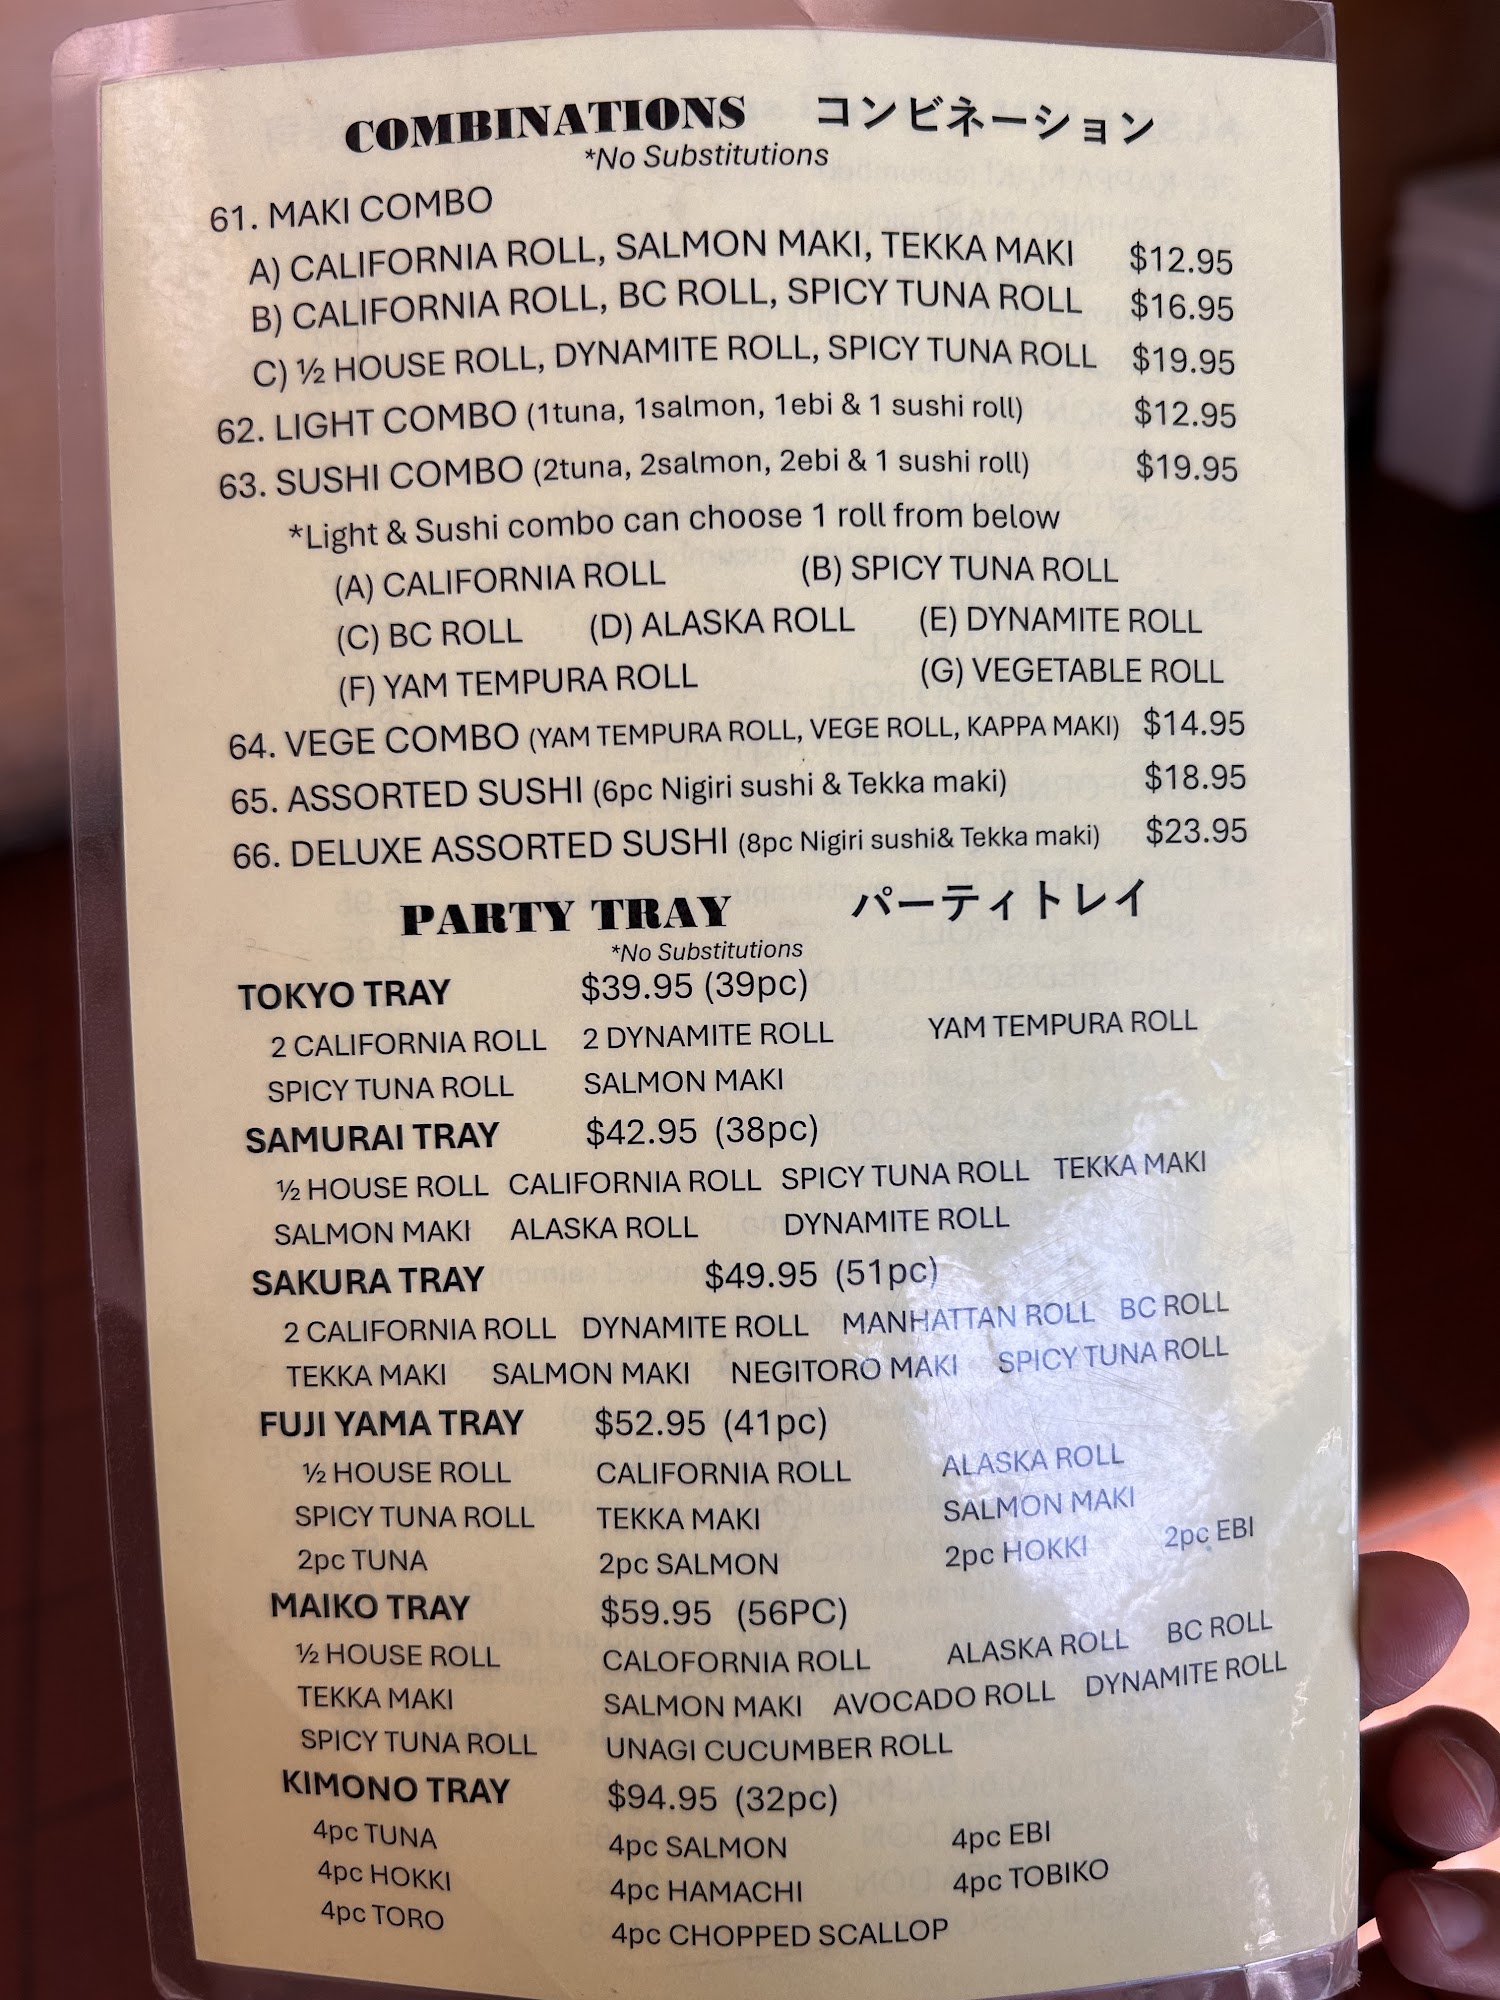 COMBINATIONS コンビネーション
*No Substitutions
61. MAKI COMBO
A) CALIFORNIA ROLL, SALMON MAKI, TEKKA MAKI $12.95
B) CALIFORNIA ROLL, BC ROLL, SPICY TUNA ROLL $16.95
C) ½ HOUSE ROLL, DYNAMITE ROLL, SPICY TUNA ROLL $19.95
62. LIGHT COMBO (1tuna, 1salmon, 1ebi & 1 sushi roll) $12.95
63. SUSHI COMBO (2tuna, 2salmon, 2ebi & 1 sushi roll) $19.95
*Light & Sushi combo can choose 1 roll from below
(A) CALIFORNIA ROLL (B) SPICY TUNA ROLL
(C) BC ROLL (D) ALASKA ROLL (E) DYNAMITE ROLL
(F) YAM TEMPURA ROLL (G) VEGETABLE ROLL
64. VEGE COMBO (YAM TEMPURA ROLL, VEGE ROLL, KAPPA MAKI) $14.95
65. ASSORTED SUSHI (6pc Nigiri sushi & Tekka maki) $18.95
66. DELUXE ASSORTED SUSHI (8pc Nigiri sushi& Tekka maki) $23.95
PARTY TRAY パーティトレイ
*No Substitutions
TOKYO TRAY $39.95 (39pc)
2 CALIFORNIA ROLL 2 DYNAMITE ROLL YAM TEMPURA ROLL
SPICY TUNA ROLL SALMON MAKI
SAMURAI TRAY $42.95 (38pc)
½ HOUSE ROLL CALIFORNIA ROLL SPICY TUNA ROLL TEKKA MAKI
SALMON MAKI ALASKA ROLL DYNAMITE ROLL
SAKURA TRAY $49.95 (51pc)
2 CALIFORNIA ROLL DYNAMITE ROLL MANHATTAN ROLL BC ROLL
TEKKA MAKI SALMON MAKI NEGITORO MAKI SPICY TUNA ROLL
FUJI YAMA TRAY $52.95 (41pc)
½ HOUSE ROLL CALIFORNIA ROLL ALASKA ROLL
SPICY TUNA ROLL TEKKA MAKI SALMON MAKI
2pc TUNA 2pc SALMON 2pc HOKKI 2pc EBI
MAIKO TRAY $59.95 (56PC)
½ HOUSE ROLL CALOFORNIA ROLL ALASKA ROLL BC ROLL
TEKKA MAKI SALMON MAKI AVOCADO ROLL DYNAMITE ROLL
SPICY TUNA ROLL UNAGI CUCUMBER ROLL
KIMONO TRAY $94.95 (32pc)
4pc TUNA 4pc SALMON 4pc EBI
4pc HOKKI 4pc HAMACHI 4pc TOBIKO
4pc TORO 4pc CHOPPED SCALLOP